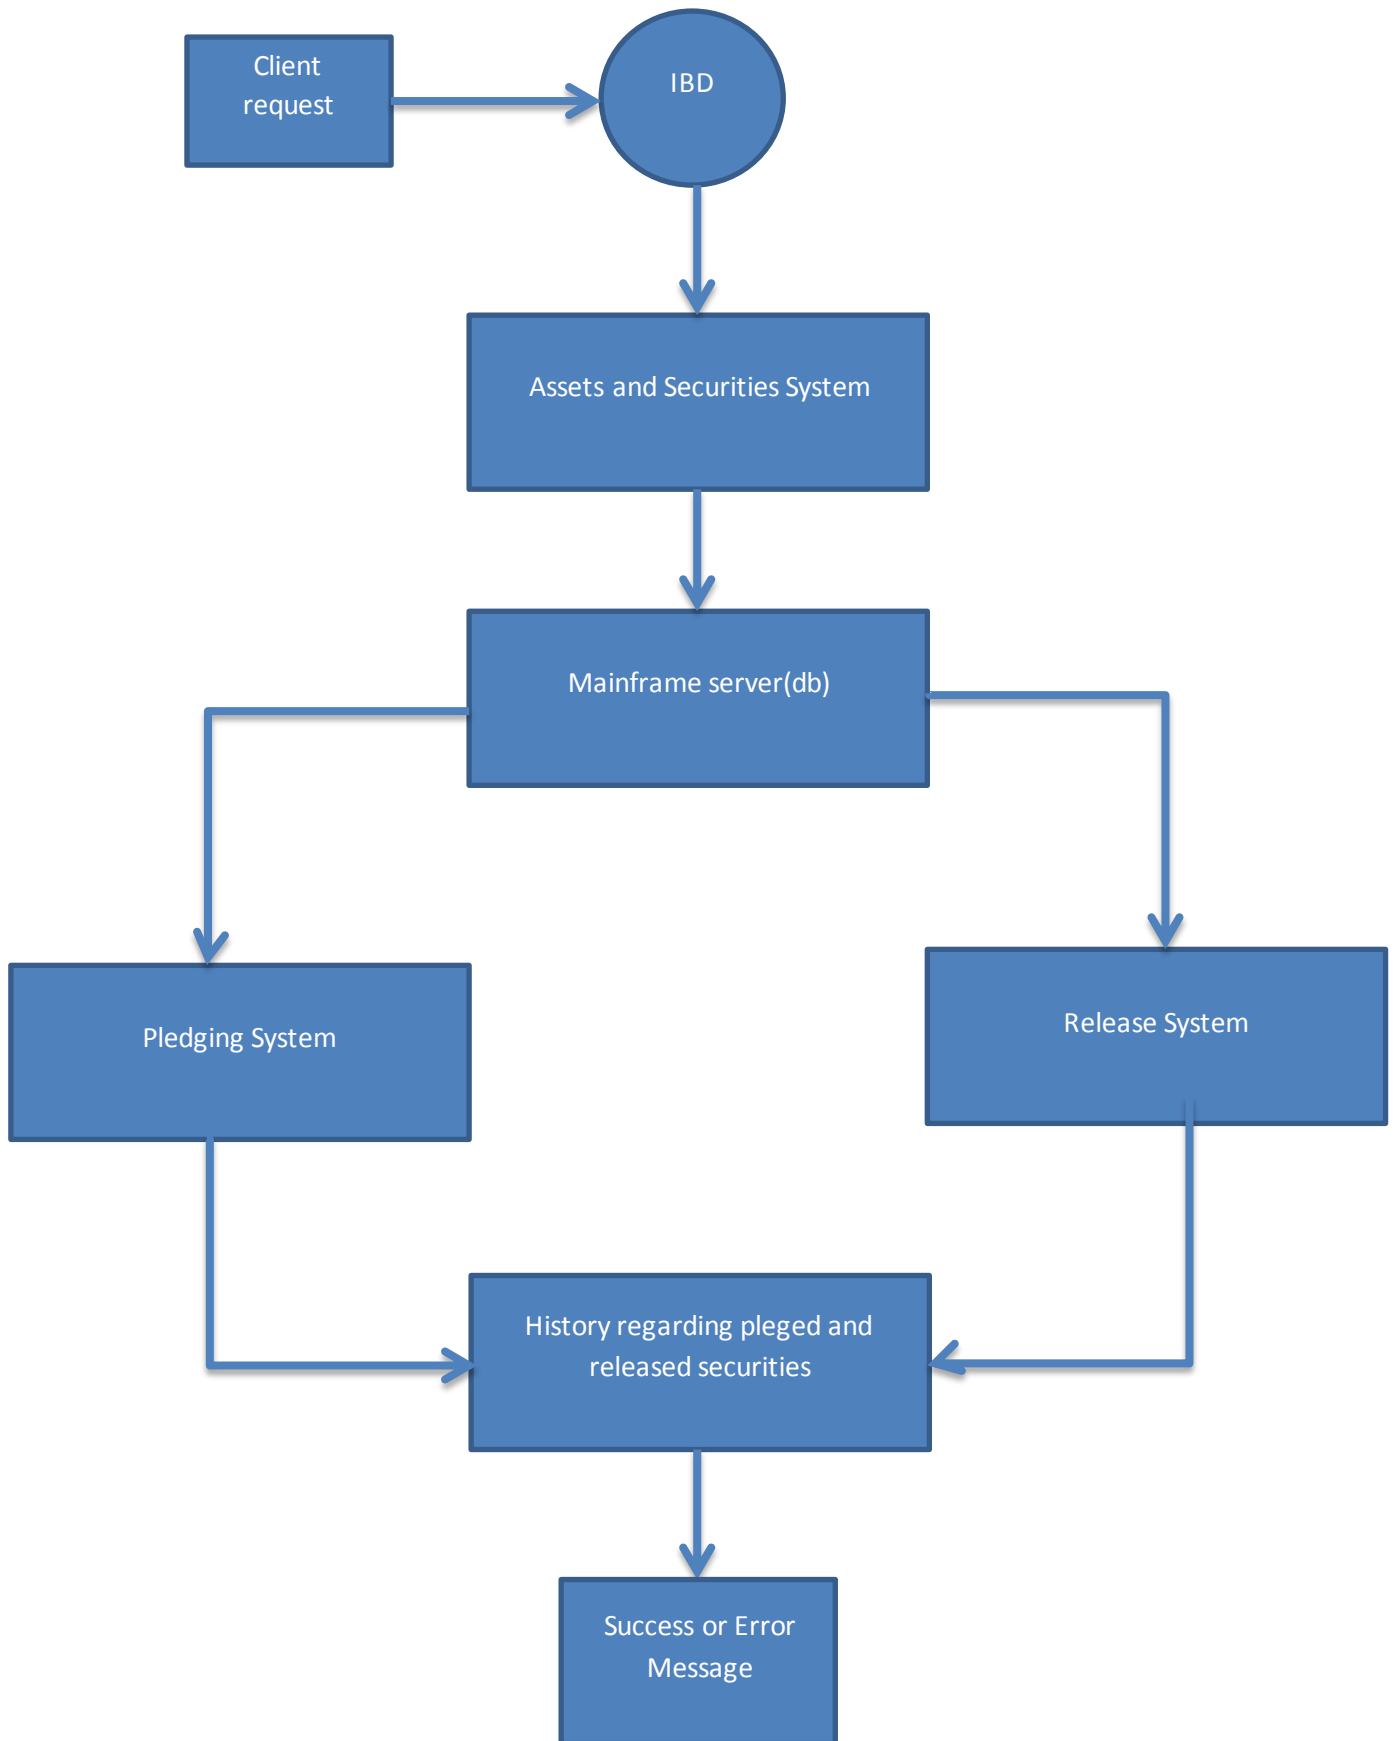 Client
request
IBD
Assets and Securities System
Mainframe server(db)
Pledging System
Release System
History regarding pleged and
released securities
Success or Error
Message